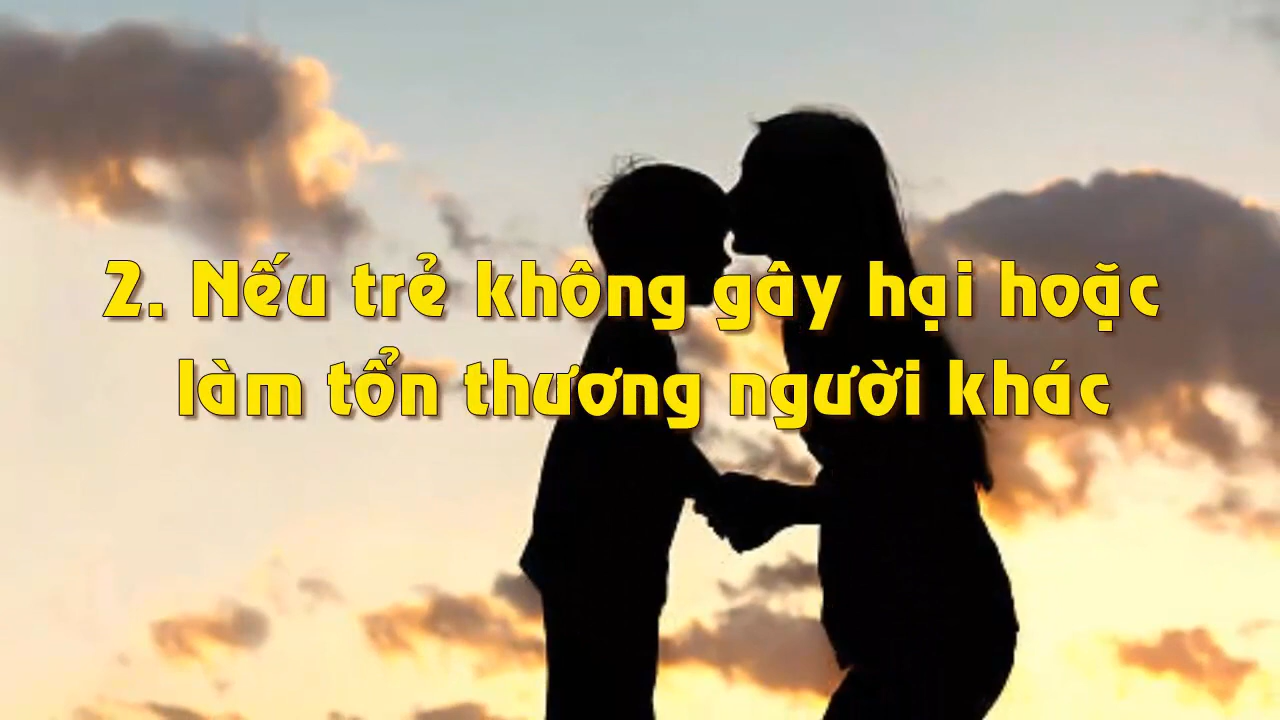 2. Nếu trẻ không gây hại hoặc
làm tổn thương người khác